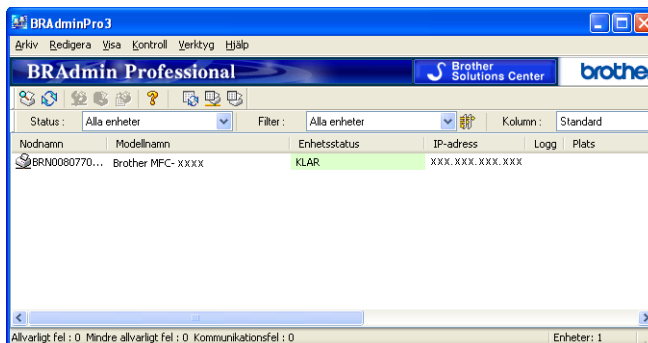 BRAdminPro3
Arkiv Redigera Visa Kontroll Verktyg Hjälp
BRAdmin Professional Brother Solutions Center brothe
Status : Alla enheter Filter : Alla enheter Kolumn : Standard
Nodnamn Modellnamn Enhetsstatus IP-adress Logg Plats
BRN0080770... Brother MFC- XXXX KLAR XXX.XXX.XXX.XXX
Allvarligt fel : 0 Mindre allvarligt fel : 0 Kommunikationsfel : 0 Enheter: 1